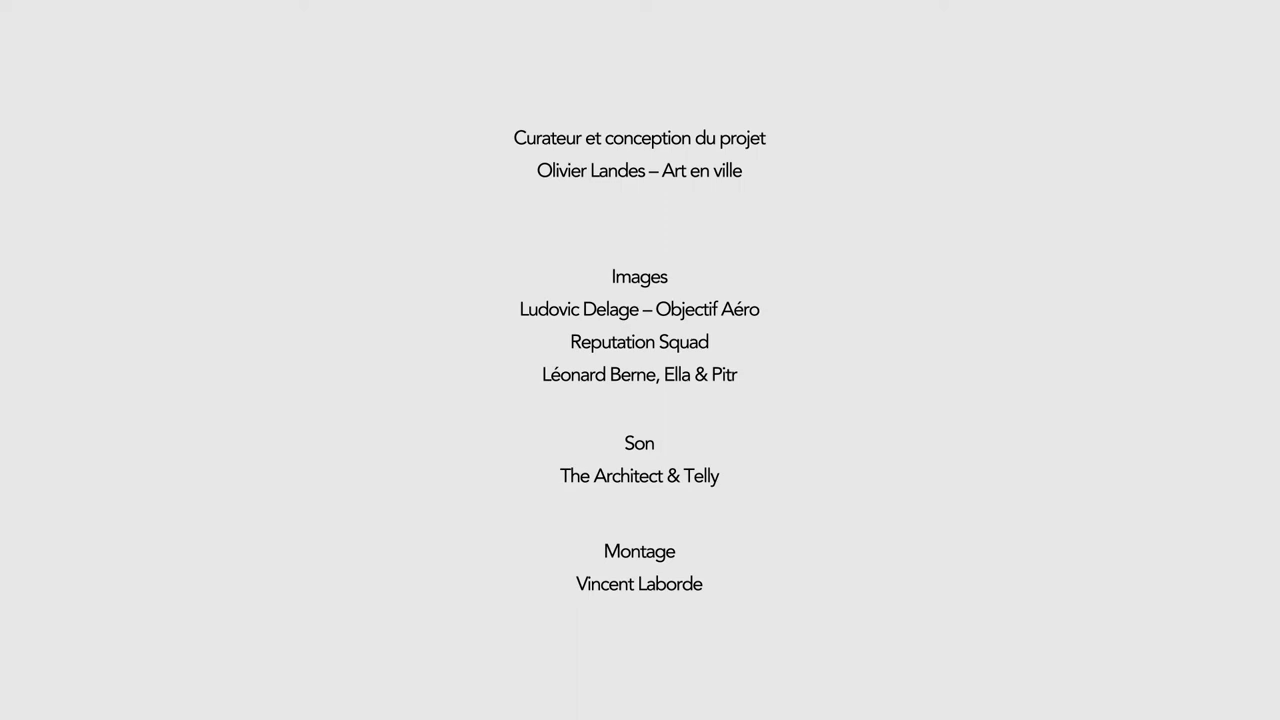 Curateur et conception du projet
Olivier Landes – Art en ville
Images
Ludovic Delage – Objectif Aéro
Reputation Squad
Léonard Berne, Ella & Pitr
Son
The Architect & Telly
Montage
Vincent Laborde